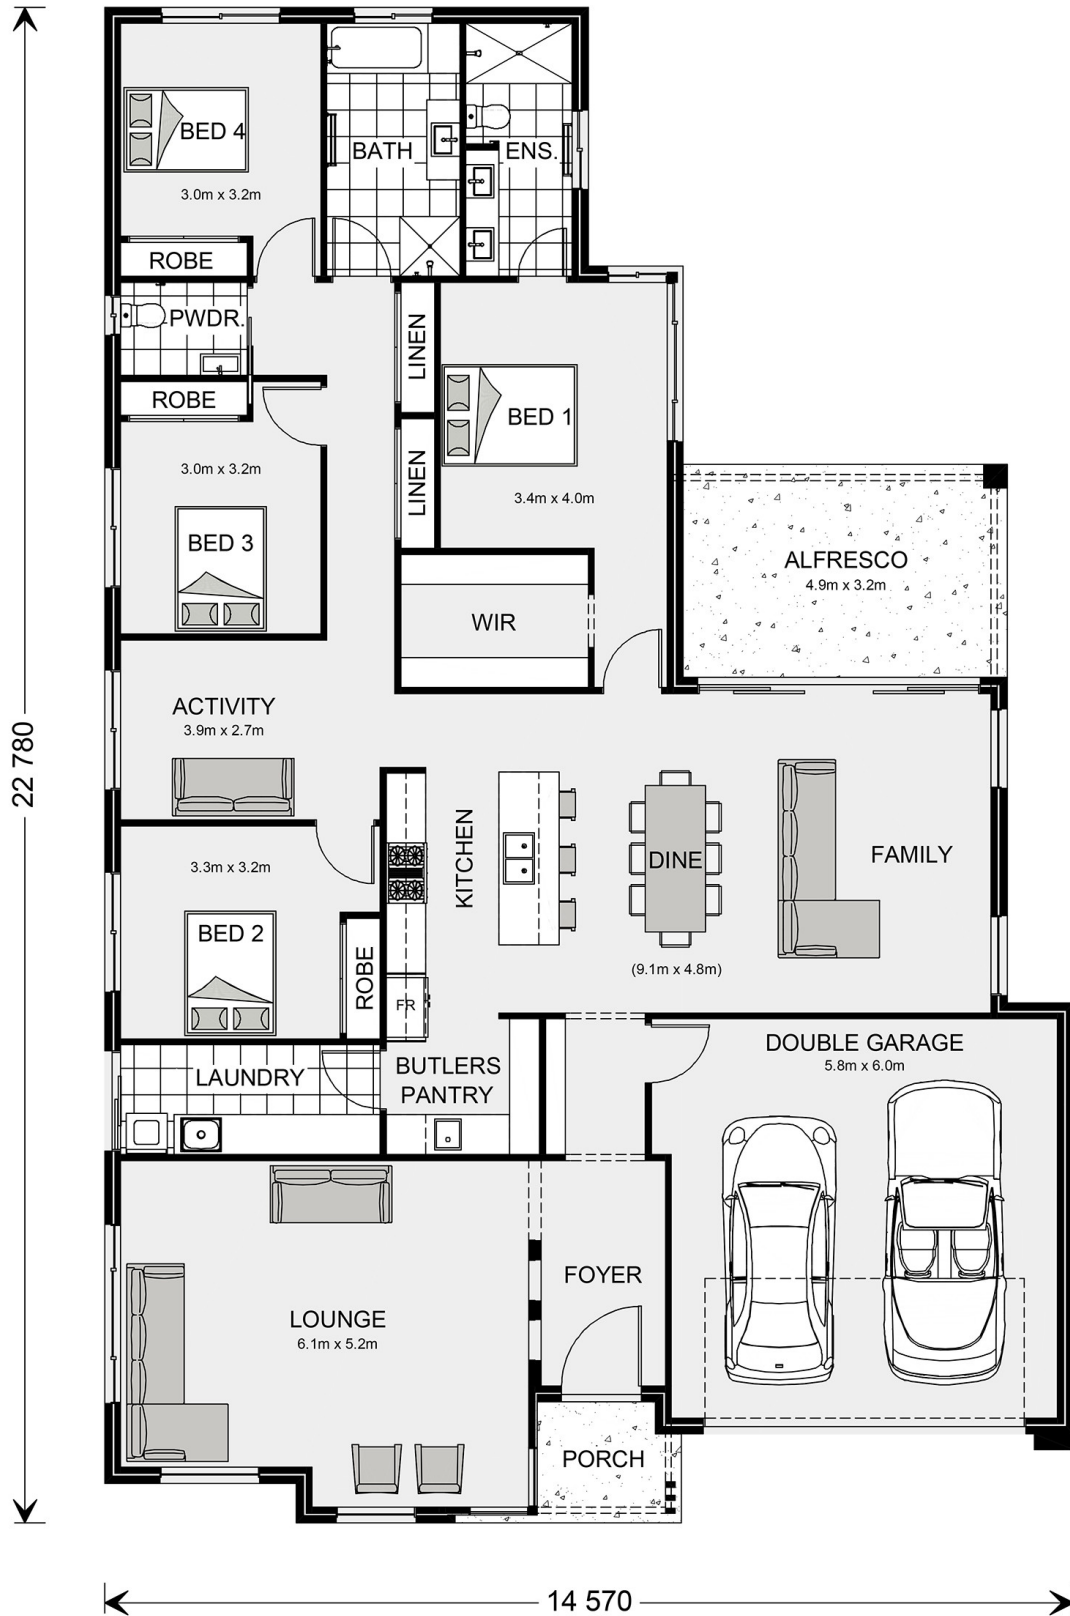 BED 4
3.0m x 3.2m
ROBE
BATH
ENS.
PWDR.
ROBE
LINEN
LINEN
BED 1
3.4m x 4.0m
3.0m x 3.2m
BED 3
WIR
ALFRESCO
4.9m x 3.2m
ACTIVITY
3.9m x 2.7m
22 780
3.3m x 3.2m
BED 2
ROBE
KITCHEN
FR
DINE
(9.1m x 4.8m)
FAMILY
LAUNDRY
BUTLERS
PANTRY
DOUBLE GARAGE
5.8m x 6.0m
LOUNGE
6.1m x 5.2m
FOYER
PORCH
14 570